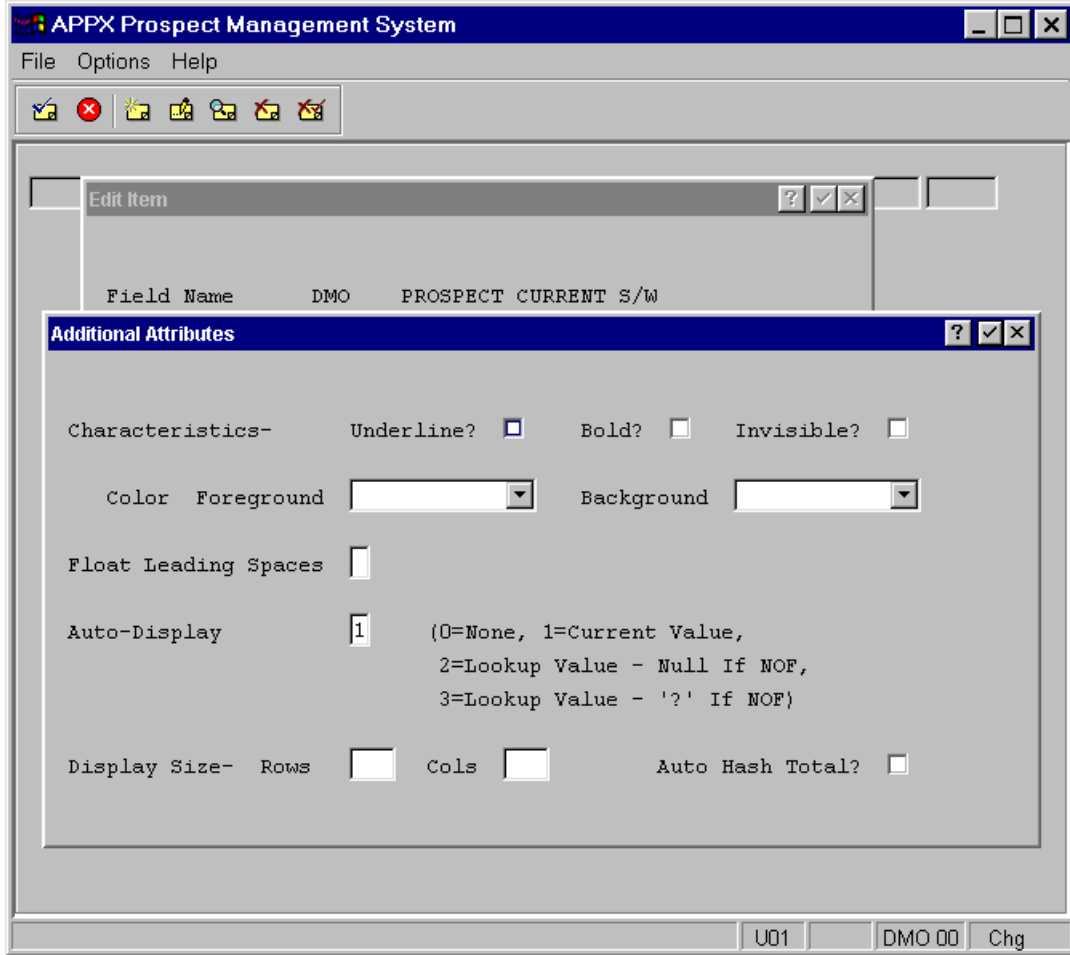 APPX Prospect Management System
File Options Help
Edit Item
Field Name DMO PROSPECT CURRENT S/W
Additional Attributes
Characteristics- Underline? Bold? Invisible?
Color Foreground Background
Float Leading Spaces
Auto-Display 1 (0=None, 1=Current Value,
2=Lookup Value - Null If NOF,
3=Lookup Value - '?' If NOF)
Display Size- Rows Cols Auto Hash Total?
U01 DMO 00 Chg